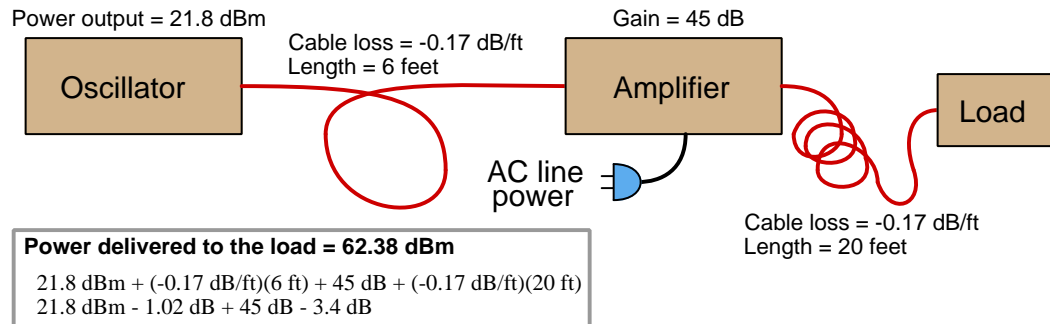 Power output = 21.8 dBm
Gain = 45 dB
Cable loss = -0.17 dB/ft
Length = 6 feet
Oscillator
Amplifier
Load
AC line
power
Cable loss = -0.17 dB/ft
Length = 20 feet
Power delivered to the load = 62.38 dBm
21.8 dBm + (-0.17 dB/ft)(6 ft) + 45 dB + (-0.17 dB/ft)(20 ft)
21.8 dBm - 1.02 dB + 45 dB - 3.4 dB